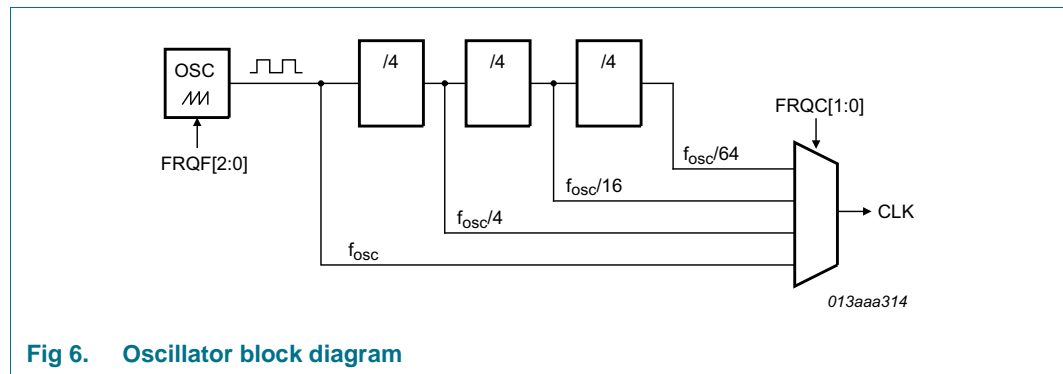 OSC
/4
/4
/4
FRQC[1:0]
FRQF[2:0]
fosc/64
fosc/16
CLK
fosc/4
fosc
013aaa314
Fig 6. Oscillator block diagram